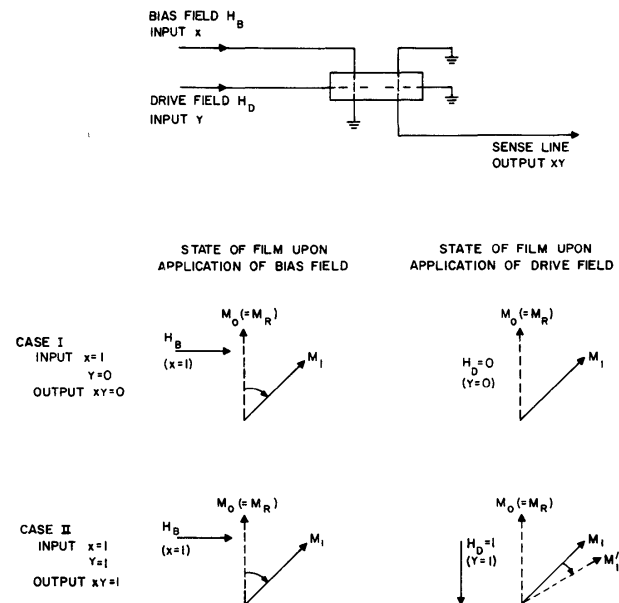 BIAS FIELD H_B
INPUT X
DRIVE FIELD H_D
INPUT Y
SENSE LINE
OUTPUT XY
STATE OF FILM UPON
APPLICATION OF BIAS FIELD
STATE OF FILM UPON
APPLICATION OF DRIVE FIELD
CASE I
INPUT X=1
Y=0
OUTPUT XY=0
M_O (=M_R)
H_B
(X=1)
M_1
M_O (=M_R)
H_D=0
(Y=0)
M_1
CASE II
INPUT X=1
Y=1
OUTPUT XY=1
M_O (=M_R)
H_B
(X=1)
M_1
M_O (=M_R)
H_D=1
(Y=1)
M_1
M_1'